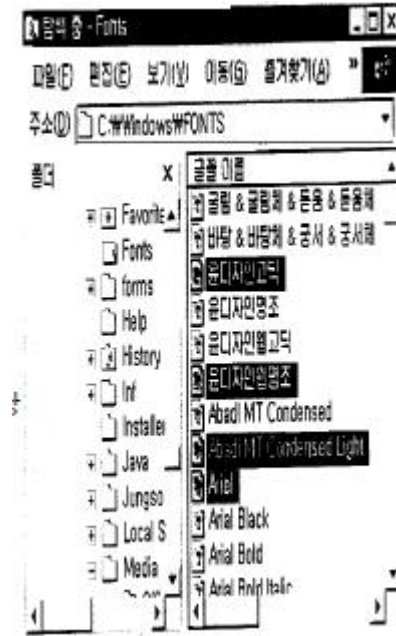 탐색 중 - Fonts
파일(F) 편집(E) 보기(V) 이동(G) 즐겨찾기(A) »
주소(D) C:₩Windows₩FONTS
폴더 X
글꼴 이름
Favorite
Fonts
forms
Help
History
Inf
Installer
Java
Jungso
Local S
Media
굴림 & 굴림체 & 돋움 & 돋움체
바탕 & 바탕체 & 궁서 & 궁서체
윤디자인고딕
윤디자인명조
윤디자인웹고딕
윤디자인웹명조
Abadi MT Condensed
Abadi MT Condensed Light
Arial
Arial Black
Arial Bold
Arial Bold Italic